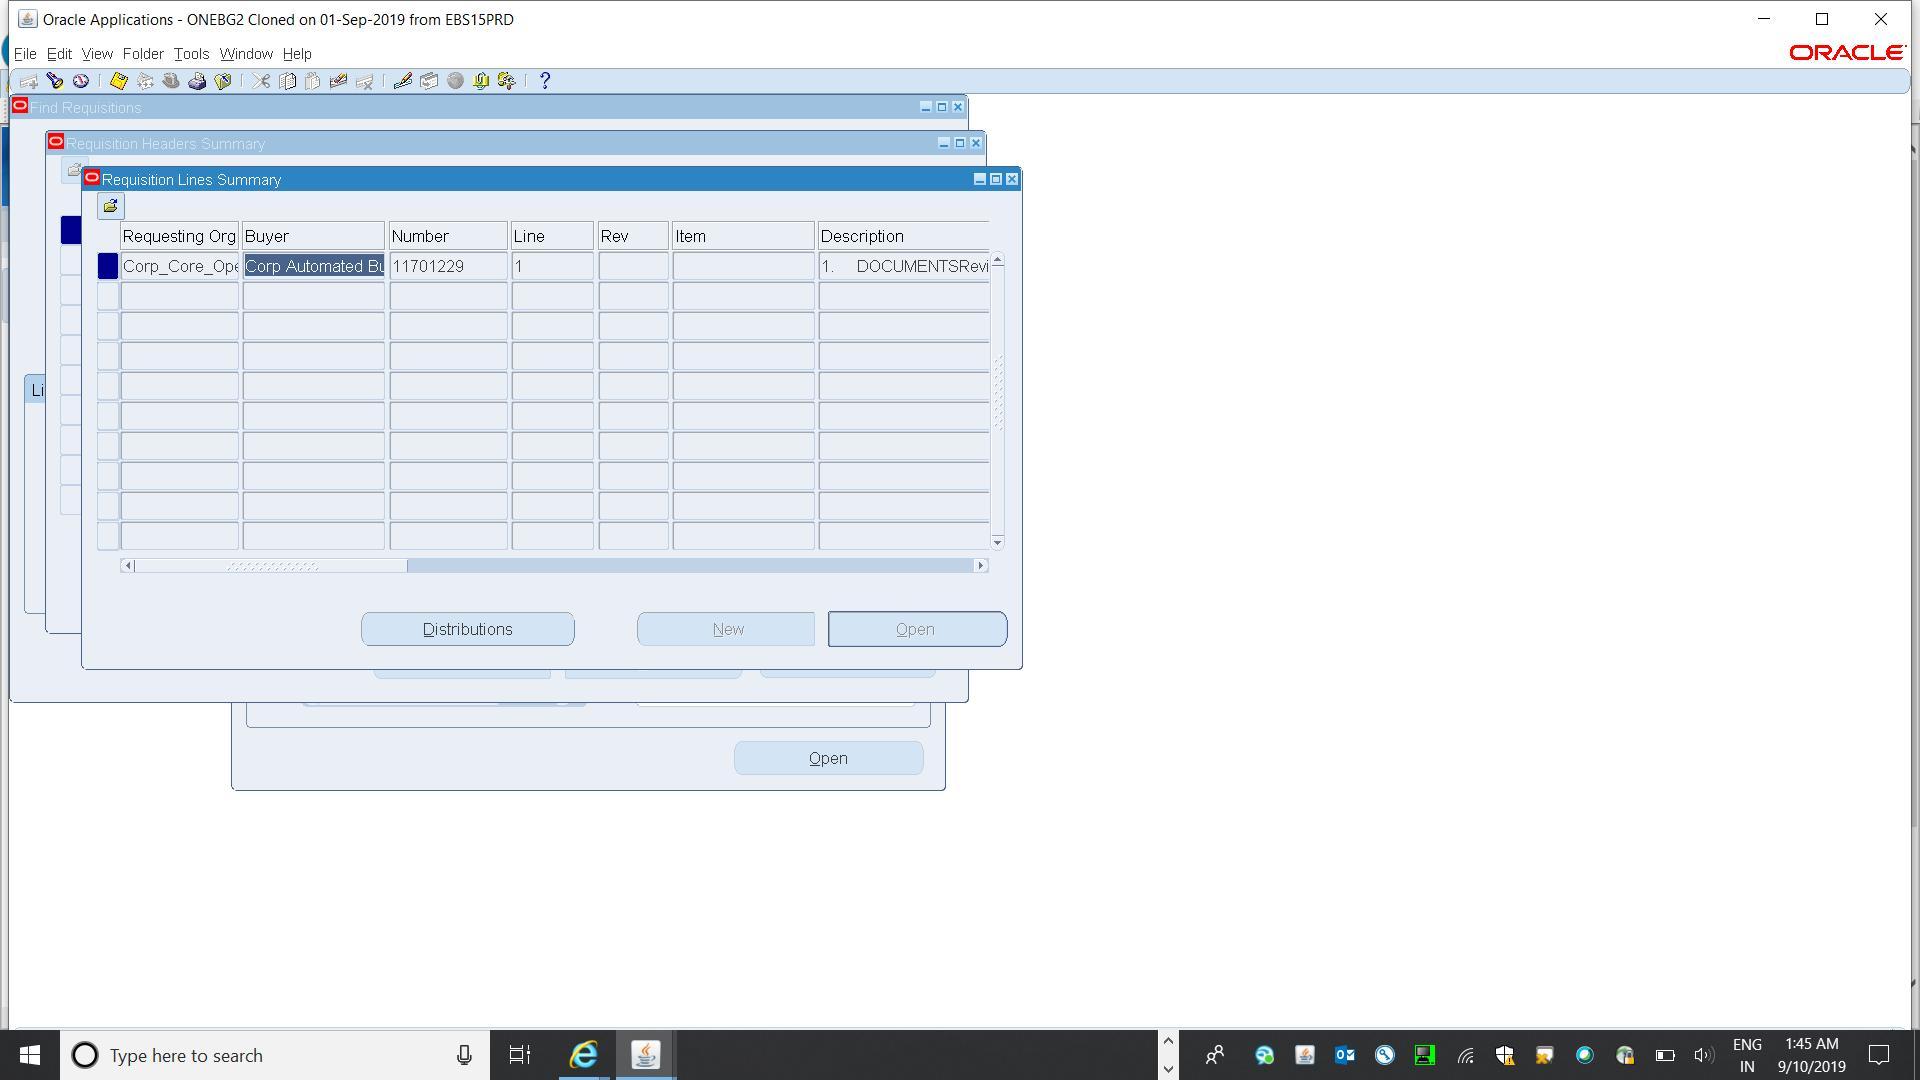 Oracle Applications - ONEBG2 Cloned on 01-Sep-2019 from EBS15PRD
File Edit View Folder Tools Window Help
ORACLE
Find Requisitions
Requisition Headers Summary
Requisition Lines Summary
Requesting Org Buyer Number Line Rev Item Description
Corp_Core_Ope Corp Automated Bu 11701229 1 1. DOCUMENTSRevi
Li
Distributions New Open
Open
Type here to search
ENG
IN
1:45 AM
9/10/2019